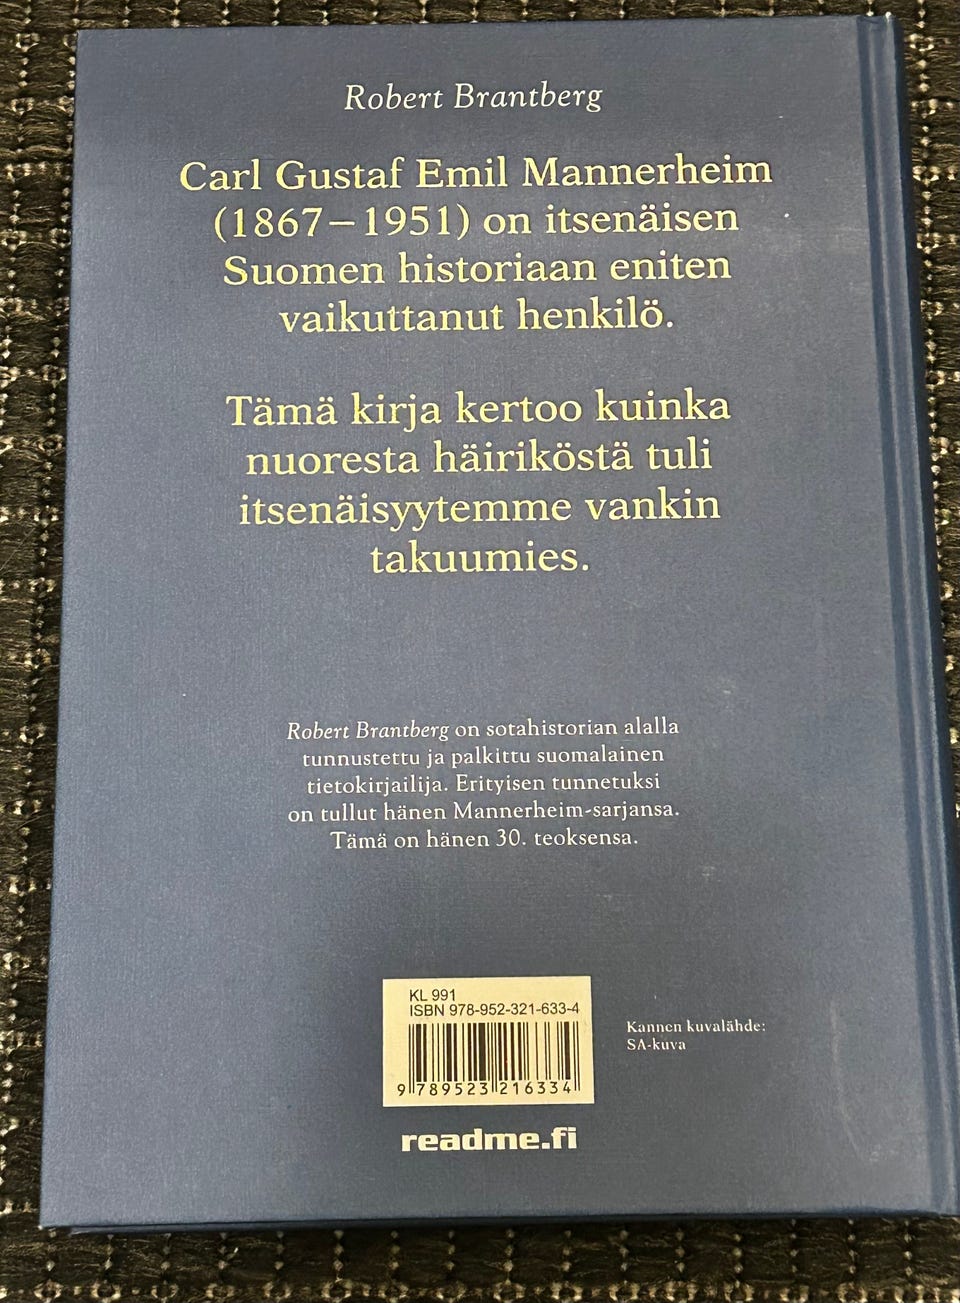 Robert Brantberg
Carl Gustaf Emil Mannerheim
(1867–1951) on itsenäisen
Suomen historiaan eniten
vaikuttanut henkilö.
Tämä kirja kertoo kuinka
nuoresta häiriköstä tuli
itsenäisyytemme vankin
takuumies.
Robert Brantberg on sotahistorian alalla
tunnustettu ja palkittu suomalainen
tietokirjailija. Erityisen tunnetuksi
on tullut hänen Mannerheim-sarjansa.
Tämä on hänen 30. teoksensa.
KL 991
ISBN 978-952-321-633-4
9 789523 216334
Kannen kuvalähde:
SA-kuva
readme.fi